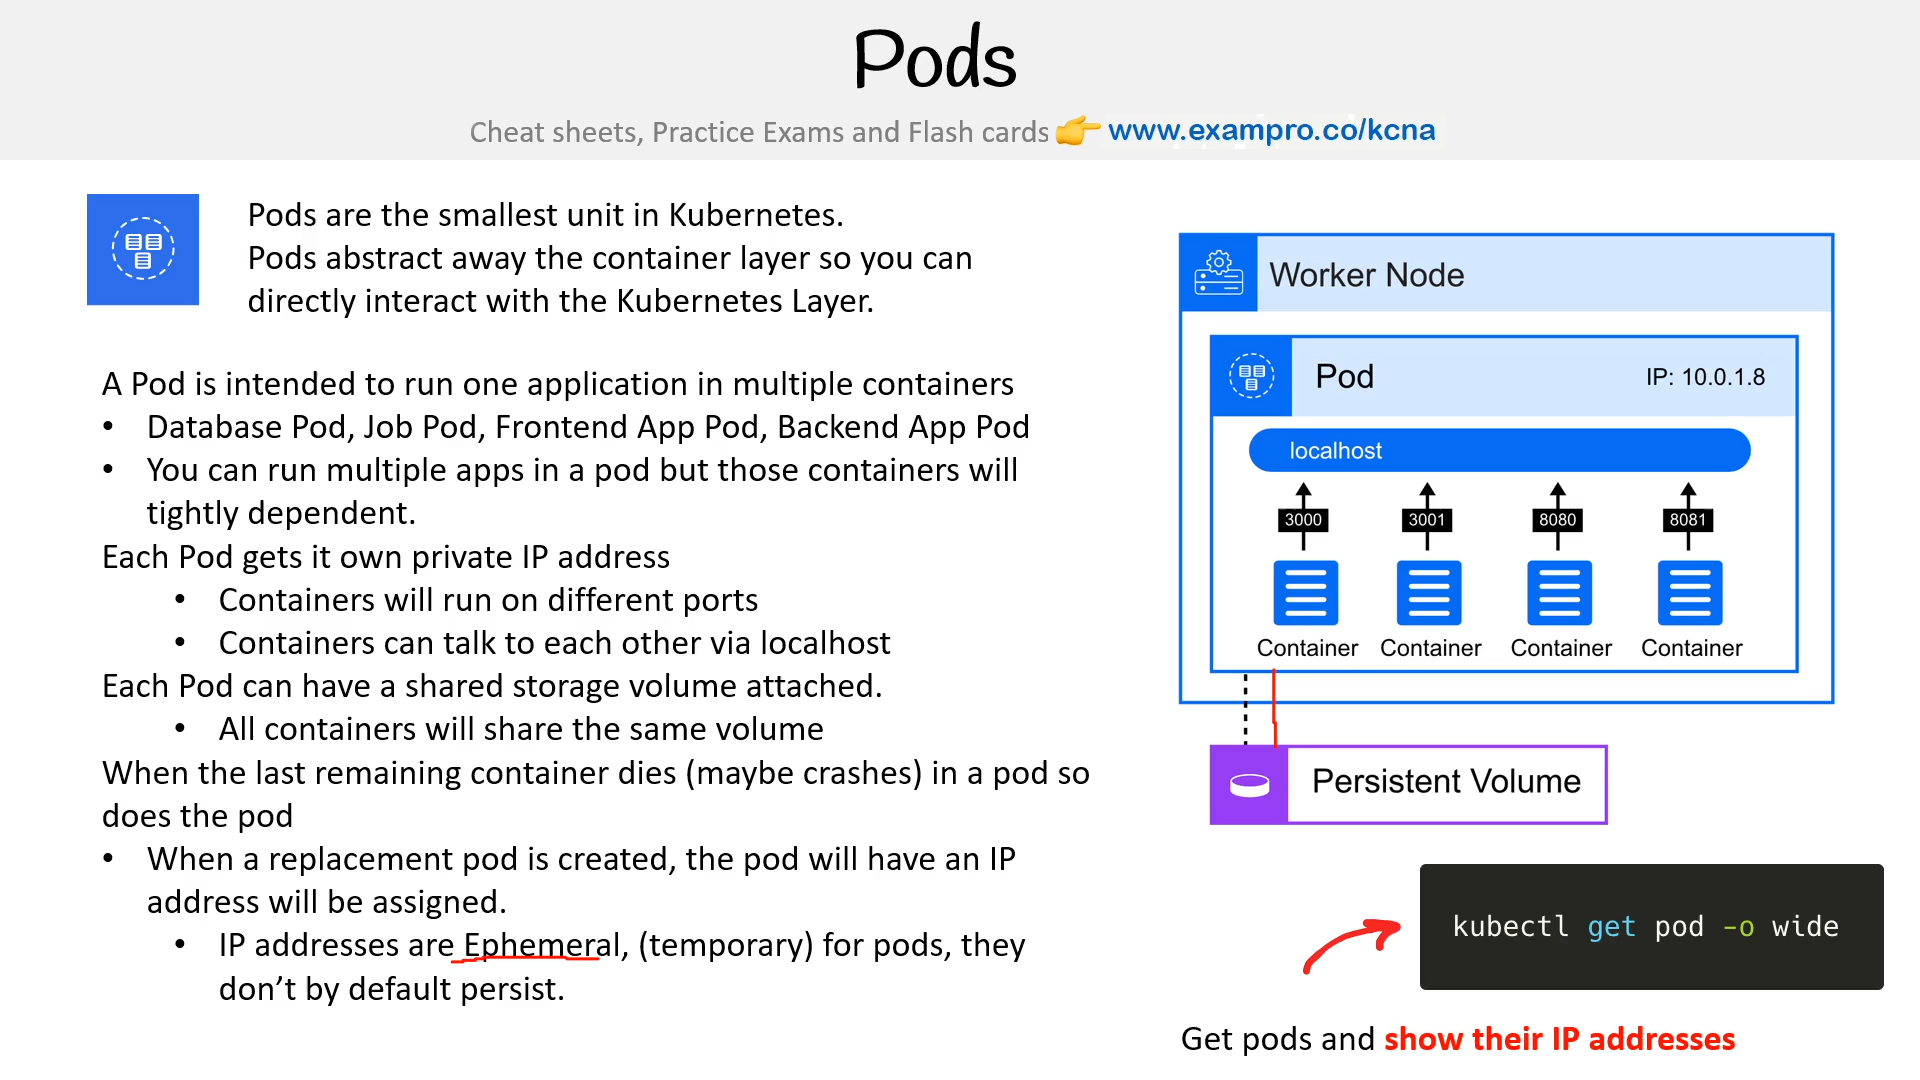 Pods
Cheat sheets, Practice Exams and Flash cards 👉 www.exampro.co/kcna
Pods are the smallest unit in Kubernetes.
Pods abstract away the container layer so you can
directly interact with the Kubernetes Layer.
A Pod is intended to run one application in multiple containers
• Database Pod, Job Pod, Frontend App Pod, Backend App Pod
• You can run multiple apps in a pod but those containers will
tightly dependent.
Each Pod gets it own private IP address
• Containers will run on different ports
• Containers can talk to each other via localhost
Each Pod can have a shared storage volume attached.
• All containers will share the same volume
When the last remaining container dies (maybe crashes) in a pod so
does the pod
• When a replacement pod is created, the pod will have an IP
address will be assigned.
• IP addresses are Ephemeral, (temporary) for pods, they
don’t by default persist.
Worker Node
Pod
IP: 10.0.1.8
localhost
3000 3001 8080 8081
Container Container Container Container
Persistent Volume
kubectl get pod -o wide
Get pods and show their IP addresses